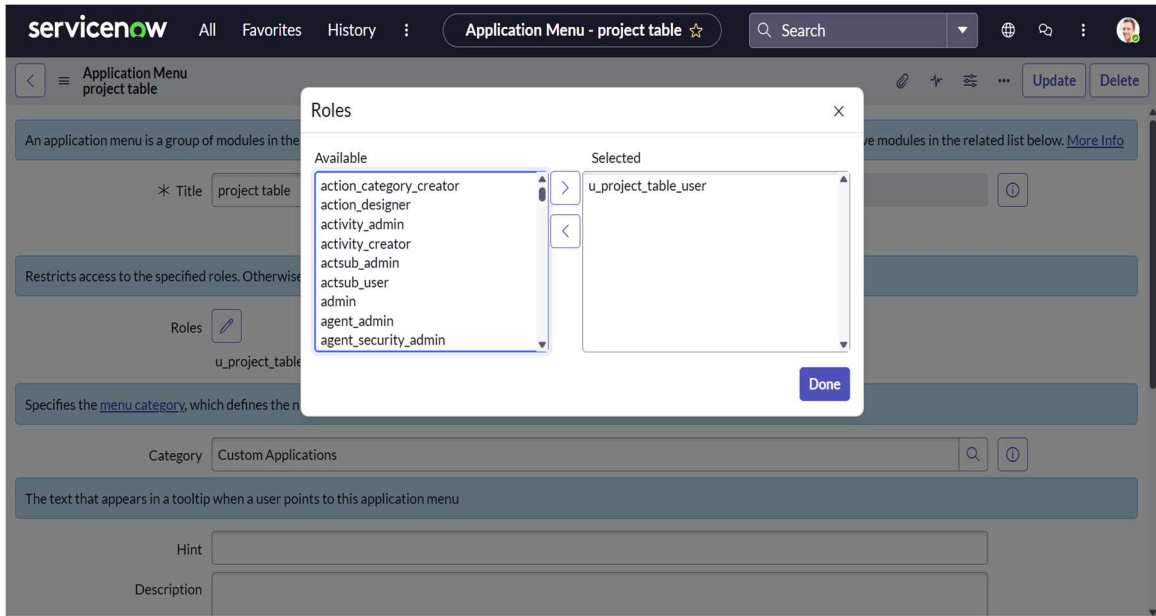 servicenow All Favorites History Application Menu - project table Search
Application Menu
project table
Update Delete
An application menu is a group of modules in the
ve modules in the related list below. More Info
Title project table
Restricts access to the specified roles. Otherwise
Roles
u_project_table
Specifies the menu category, which defines the n
Category Custom Applications
The text that appears in a tooltip when a user points to this application menu
Hint
Description
Roles
Available
action_category_creator
action_designer
activity_admin
activity_creator
actsub_admin
actsub_user
admin
agent_admin
agent_security_admin
Selected
u_project_table_user
Done